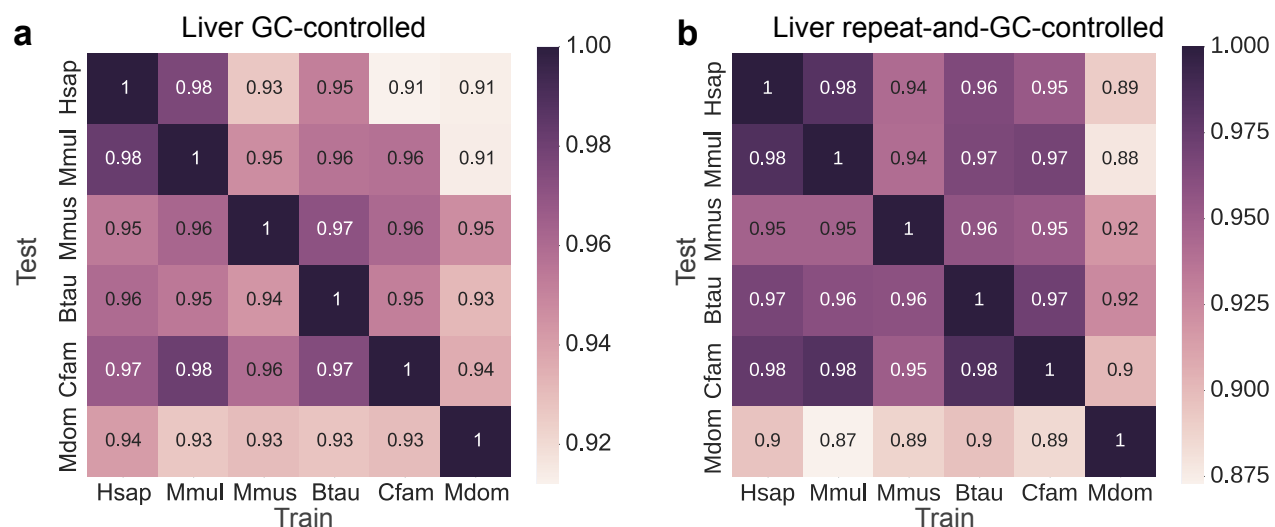 a
Liver GC-controlled
Test
Hsap 1 0.98 0.93 0.95 0.91 0.91
Mmul 0.98 1 0.95 0.96 0.96 0.91
Mmus 0.95 0.96 1 0.97 0.96 0.95
Btau 0.96 0.95 0.94 1 0.95 0.93
Cfam 0.97 0.98 0.96 0.97 1 0.94
Mdom 0.94 0.93 0.93 0.93 0.93 1
Hsap Mmul Mmus Btau Cfam Mdom
Train
1.00
0.98
0.96
0.94
0.92
b
Liver repeat-and-GC-controlled
Test
Hsap 1 0.98 0.94 0.96 0.95 0.89
Mmul 0.98 1 0.94 0.97 0.97 0.88
Mmus 0.95 0.95 1 0.96 0.95 0.92
Btau 0.97 0.96 0.96 1 0.97 0.92
Cfam 0.98 0.98 0.95 0.98 1 0.9
Mdom 0.9 0.87 0.89 0.9 0.89 1
Hsap Mmul Mmus Btau Cfam Mdom
Train
1.000
0.975
0.950
0.925
0.900
0.875